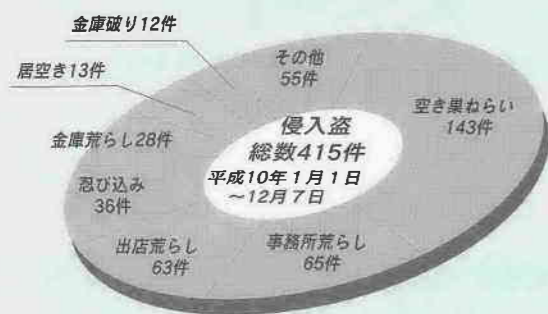 金庫破り12件
その他
55件
居空き13件
空き巣ねらい
143件
金庫荒らし28件
侵入盗
総数415件
平成10年1月1日
～12月7日
忍び込み
36件
出店荒らし
63件
事務所荒らし
65件